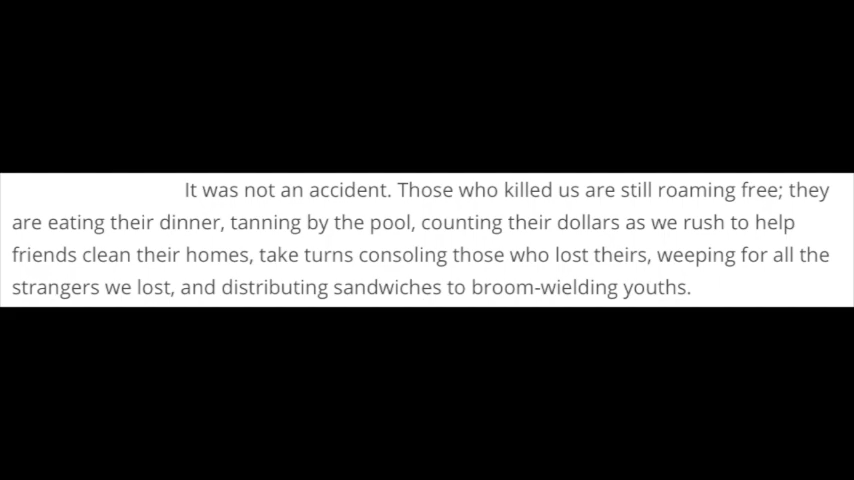 It was not an accident. Those who killed us are still roaming free; they
are eating their dinner, tanning by the pool, counting their dollars as we rush to help
friends clean their homes, take turns consoling those who lost theirs, weeping for all the
strangers we lost, and distributing sandwiches to broom-wielding youths.